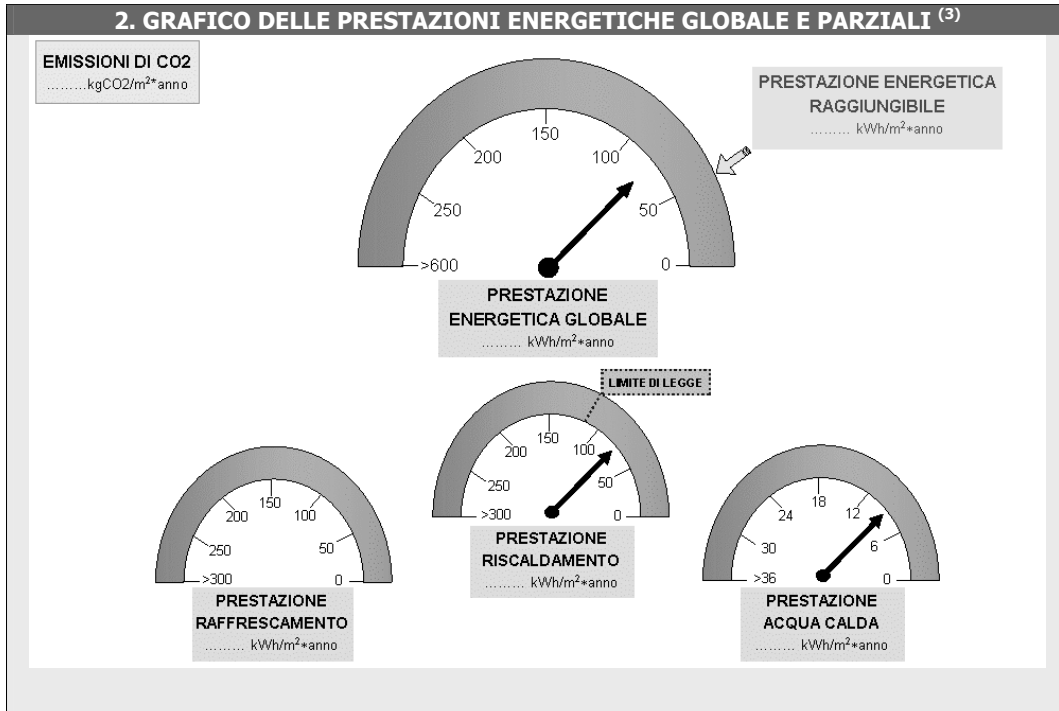 2. GRAFICO DELLE PRESTAZIONI ENERGETICHE GLOBALE E PARZIALI (3)
EMISSIONI DI CO2
.........kgCO2/m²*anno
PRESTAZIONE ENERGETICA
RAGGIUNGIBILE
......... kWh/m²*anno
150
200
100
250
50
>600
0
PRESTAZIONE
ENERGETICA GLOBALE
......... kWh/m²*anno
LIMITE DI LEGGE
150
200
100
250
50
>300
0
PRESTAZIONE
RISCALDAMENTO
......... kWh/m²*anno
150
200
100
250
50
>300
0
PRESTAZIONE
RAFFRESCAMENTO
......... kWh/m²*anno
18
24
12
30
6
>36
0
PRESTAZIONE
ACQUA CALDA
......... kWh/m²*anno